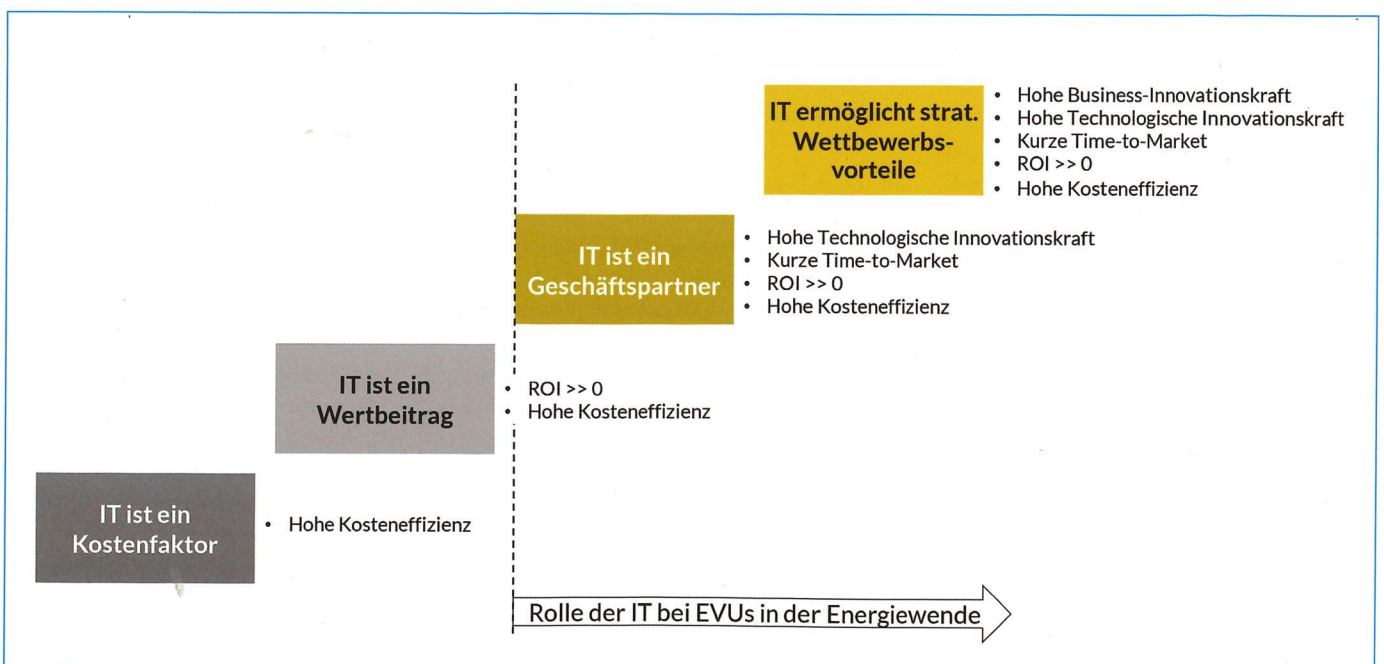 IT ermöglicht strat.
Wettbewerbs-
vorteile
• Hohe Business-Innovationskraft
• Hohe Technologische Innovationskraft
• Kurze Time-to-Market
• ROI >> 0
• Hohe Kosteneffizienz
IT ist ein
Geschäftspartner
• Hohe Technologische Innovationskraft
• Kurze Time-to-Market
• ROI >> 0
• Hohe Kosteneffizienz
IT ist ein
Wertbeitrag
• ROI >> 0
• Hohe Kosteneffizienz
IT ist ein
Kostenfaktor
• Hohe Kosteneffizienz
Rolle der IT bei EVUs in der Energiewende